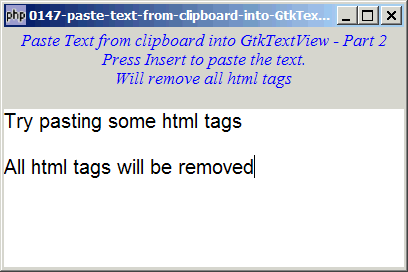 php 0147-paste-text-from-clipboard-into-GtkTex...
Paste Text from clipboard into GtkTextView - Part 2
Press Insert to paste the text.
Will remove all html tags
Try pasting some html tags
All html tags will be removed